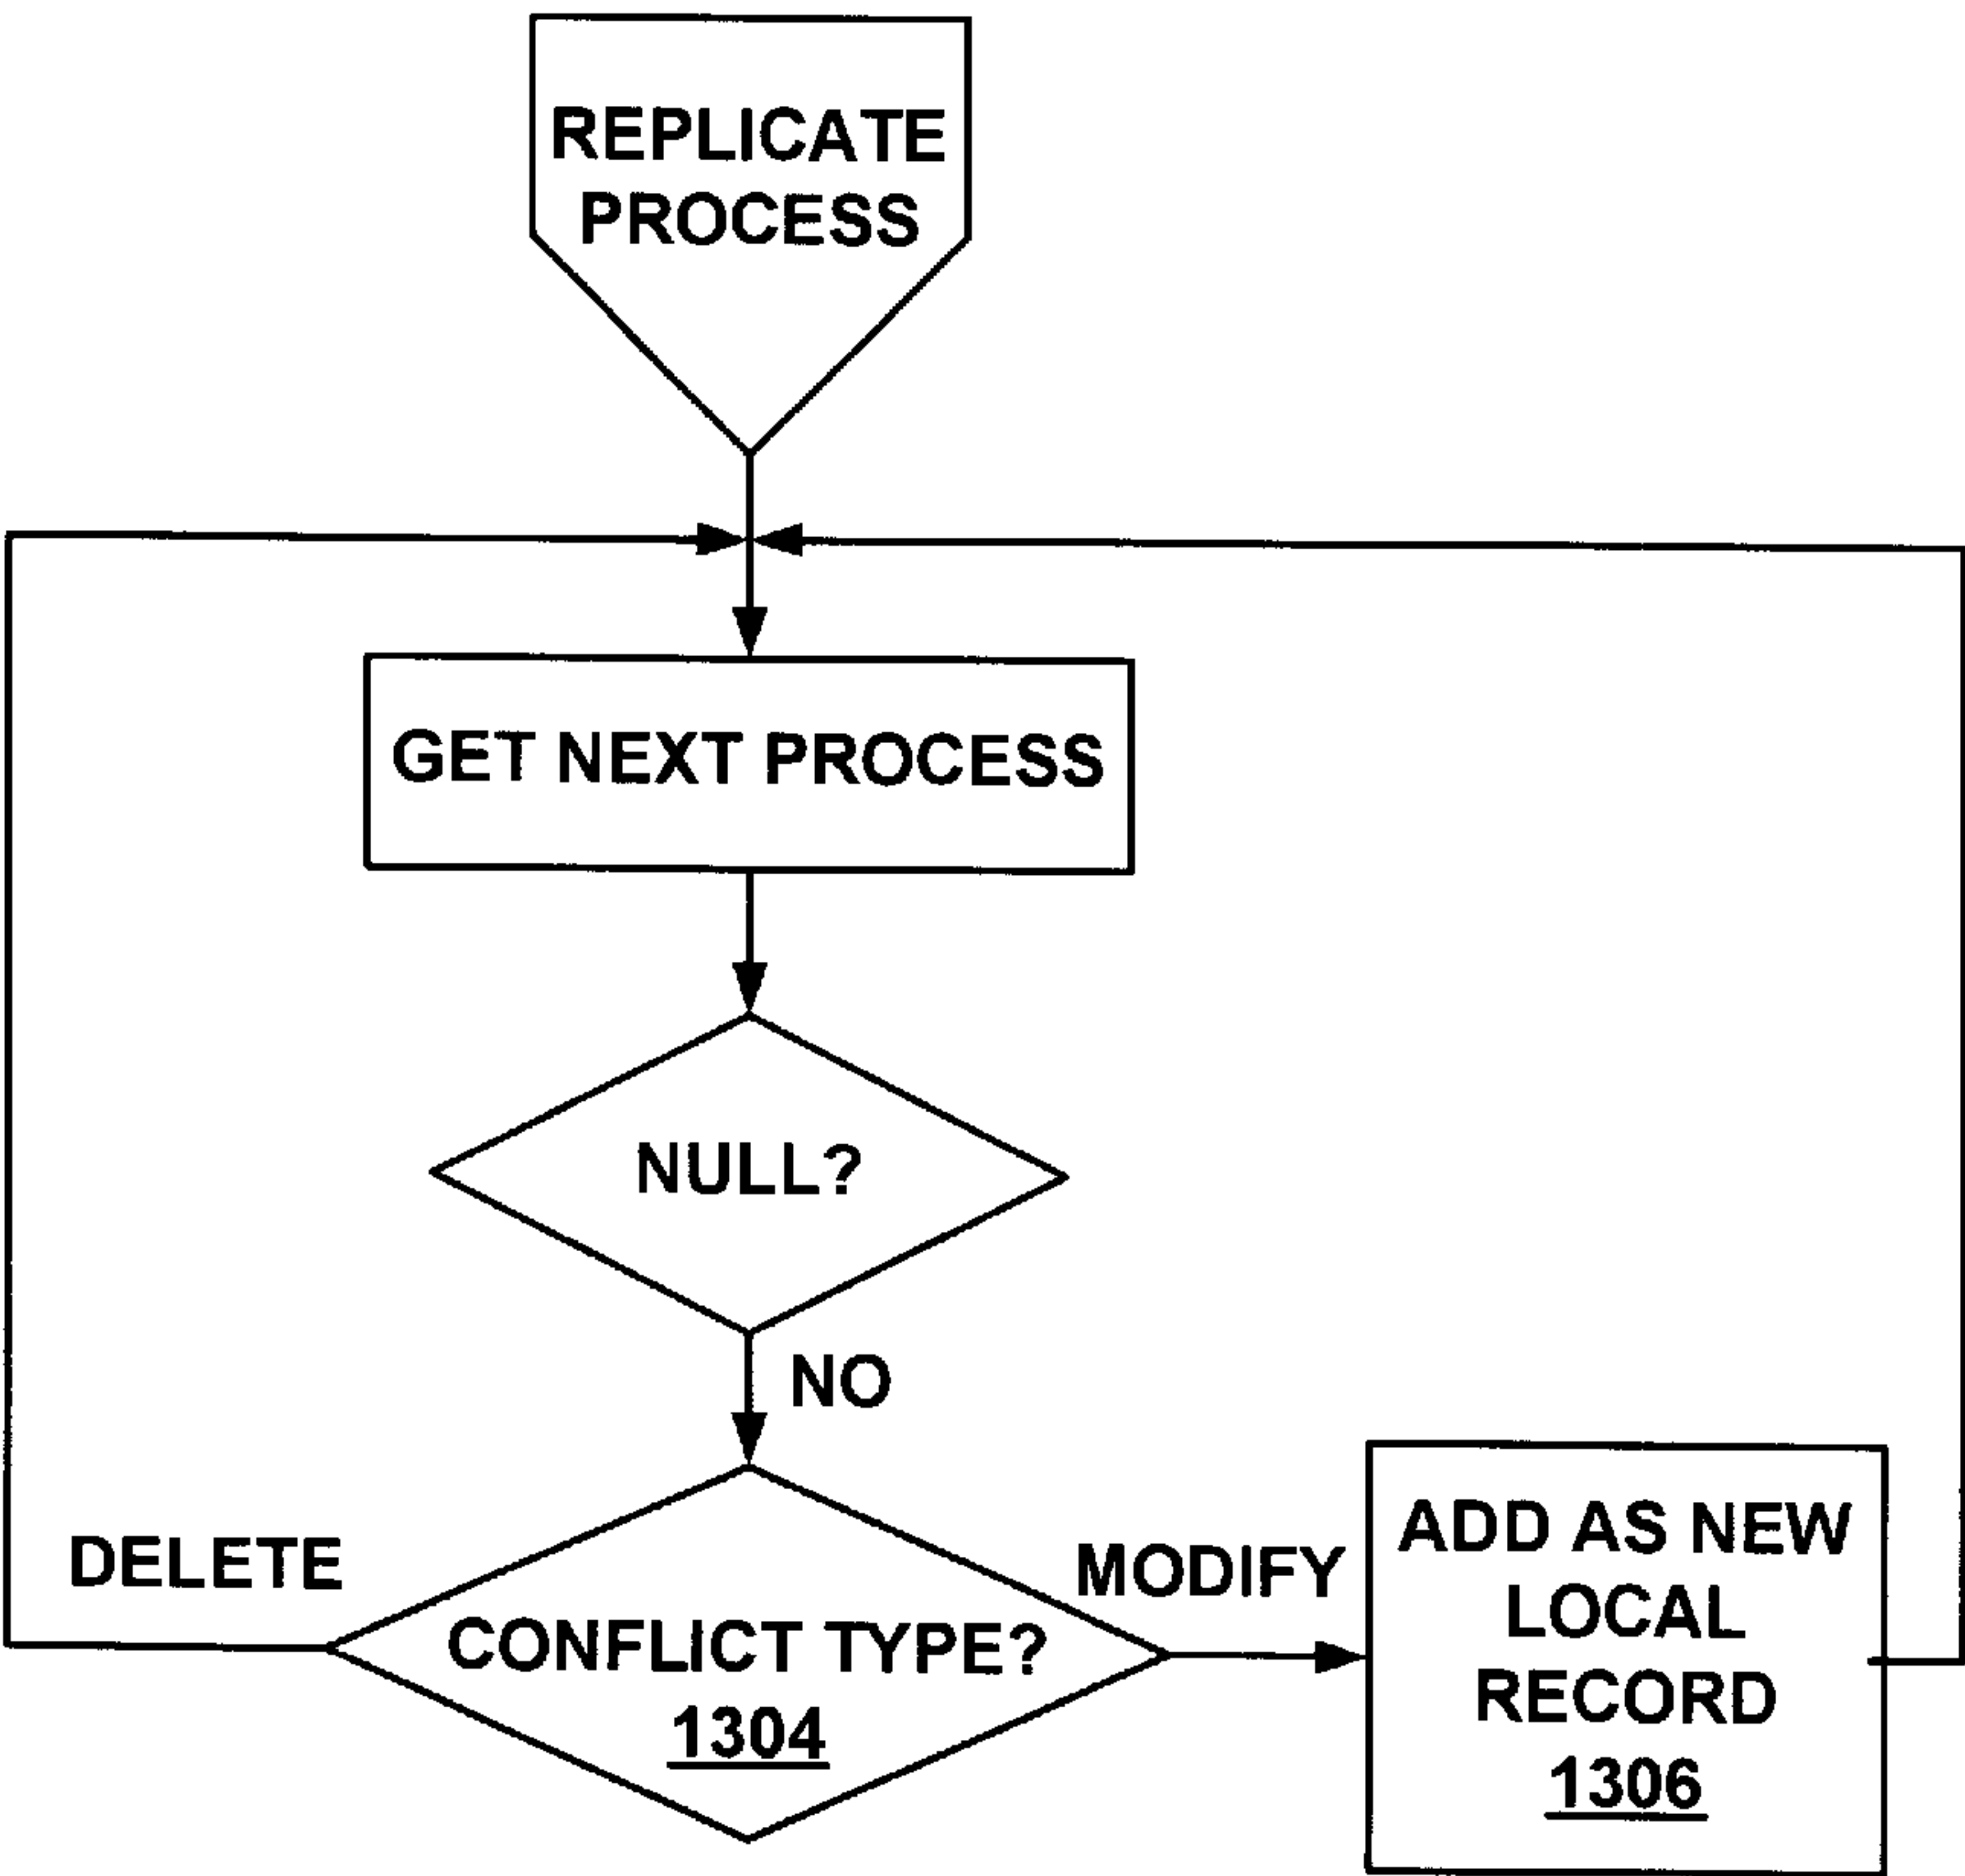 REPLICATE
PROCESS
GET NEXT PROCESS
NULL?
NO
DELETE
CONFLICT TYPE?
1304
MODIFY
ADD AS NEW
LOCAL
RECORD
1306